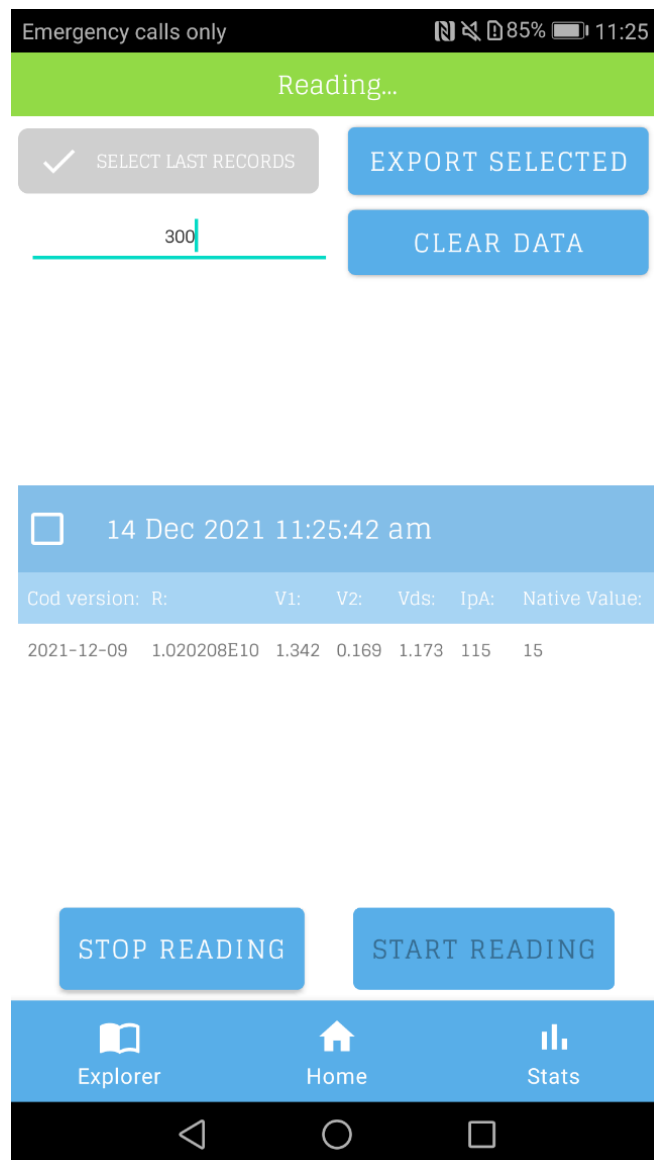 Emergency calls only 85% 11:25
Reading...
SELECT LAST RECORDS EXPORT SELECTED
300 CLEAR DATA
14 Dec 2021 11:25:42 am
Cod version: R: V1: V2: Vds: IpA: Native Value:
2021-12-09 1.020208E10 1.342 0.169 1.173 115 15
STOP READING START READING
Explorer Home Stats